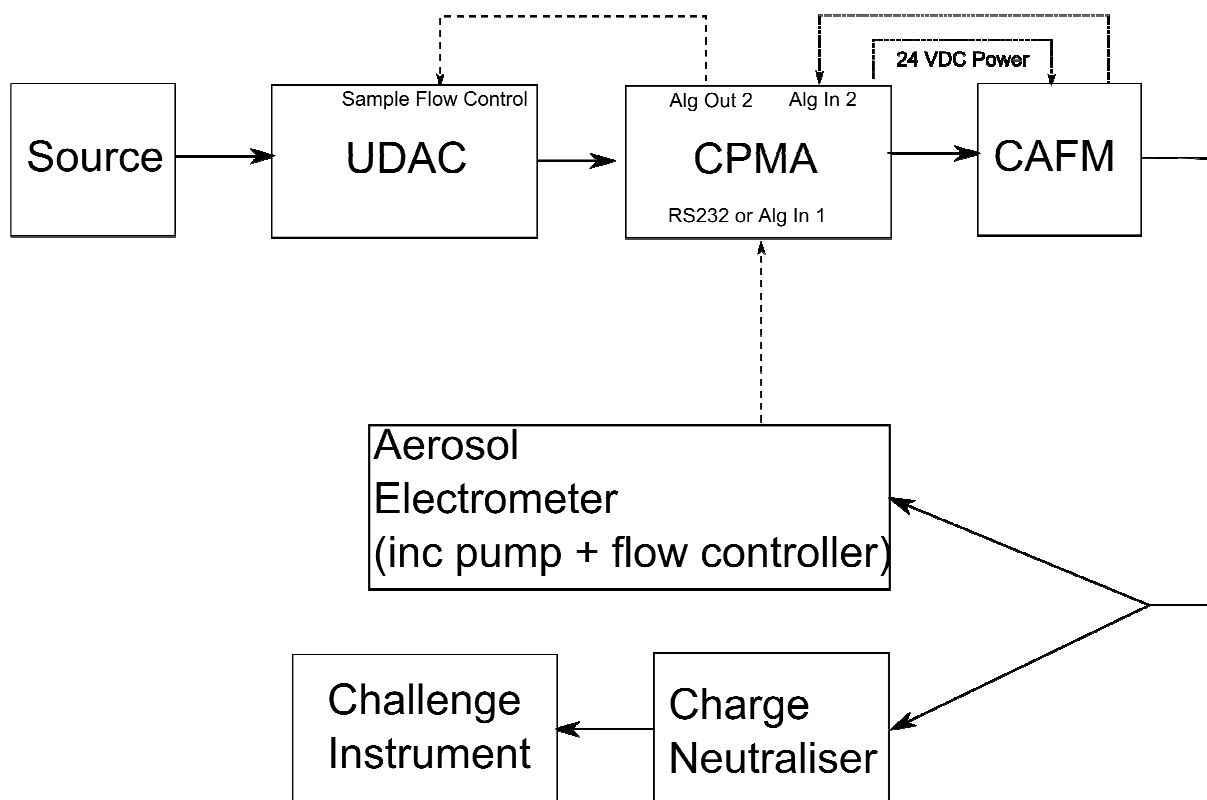 24 VDC Power
Sample Flow Control
Alg Out 2
Alg In 2
Source
UDAC
CPMA
CAFM
RS232 or Alg In 1
Aerosol
Electrometer
(inc pump + flow controller)
Challenge
Instrument
Charge
Neutraliser